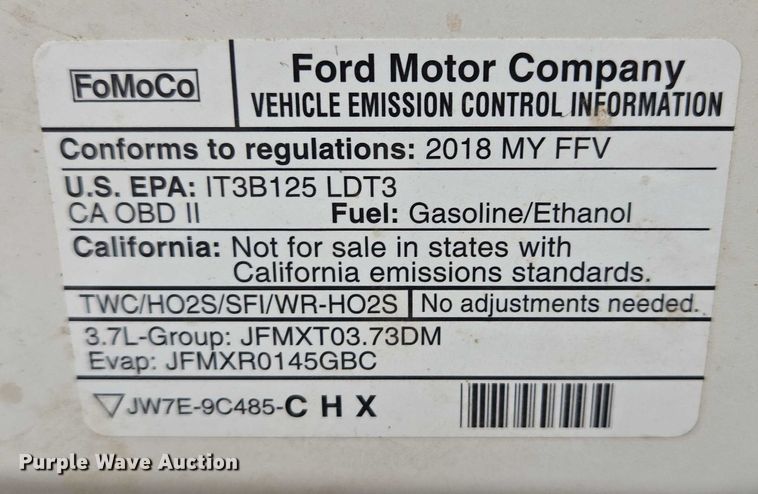 FoMoCo
Ford Motor Company
VEHICLE EMISSION CONTROL INFORMATION
Conforms to regulations: 2018 MY FFV
U.S. EPA: IT3B125 LDT3
CA OBD II Fuel: Gasoline/Ethanol
California: Not for sale in states with
California emissions standards.
TWC/HO2S/SFI/WR-HO2S No adjustments needed.
3.7L-Group: JFMXT03.73DM
Evap: JFMXR0145GBC
▽JW7E-9C485-C H X
Purple Wave Auction